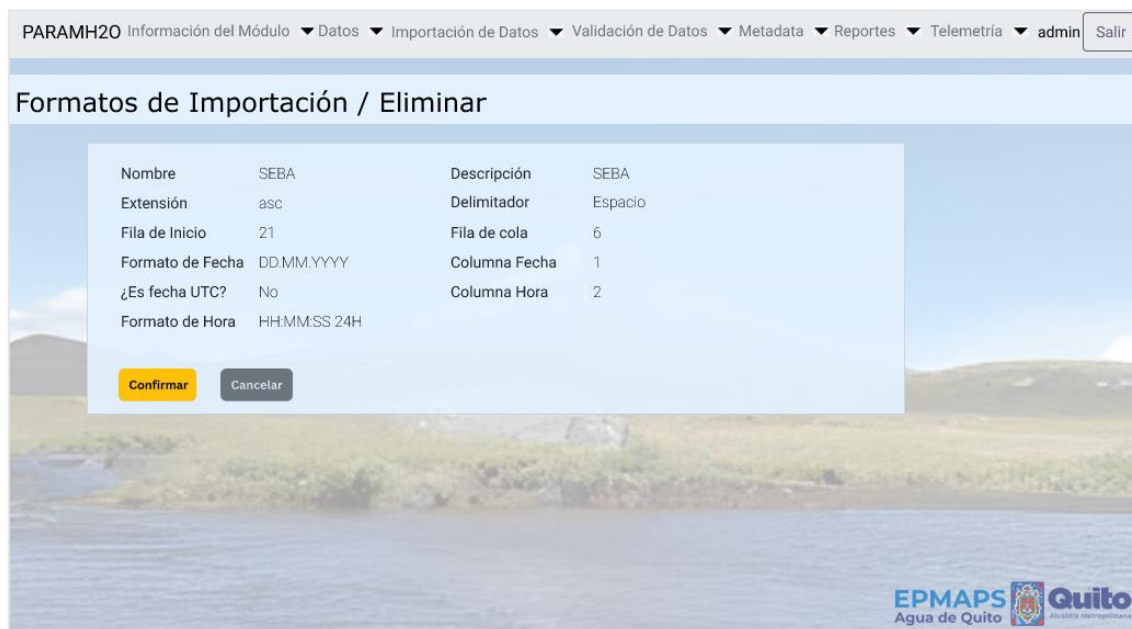 PARAMH2O Información del Módulo Datos Importación de Datos Validación de Datos Metadata Reportes Telemetría admin Salir
Formatos de Importación / Eliminar
Nombre SEBA Descripción SEBA
Extensión asc Delimitador Espacio
Fila de Inicio 21 Fila de cola 6
Formato de Fecha DD.MM.YYYY Columna Fecha 1
¿Es fecha UTC? No Columna Hora 2
Formato de Hora HH:MM:SS 24H
Confirmar Cancelar
EPMAPS Quito
Agua de Quito Alcaldía Metropolitana